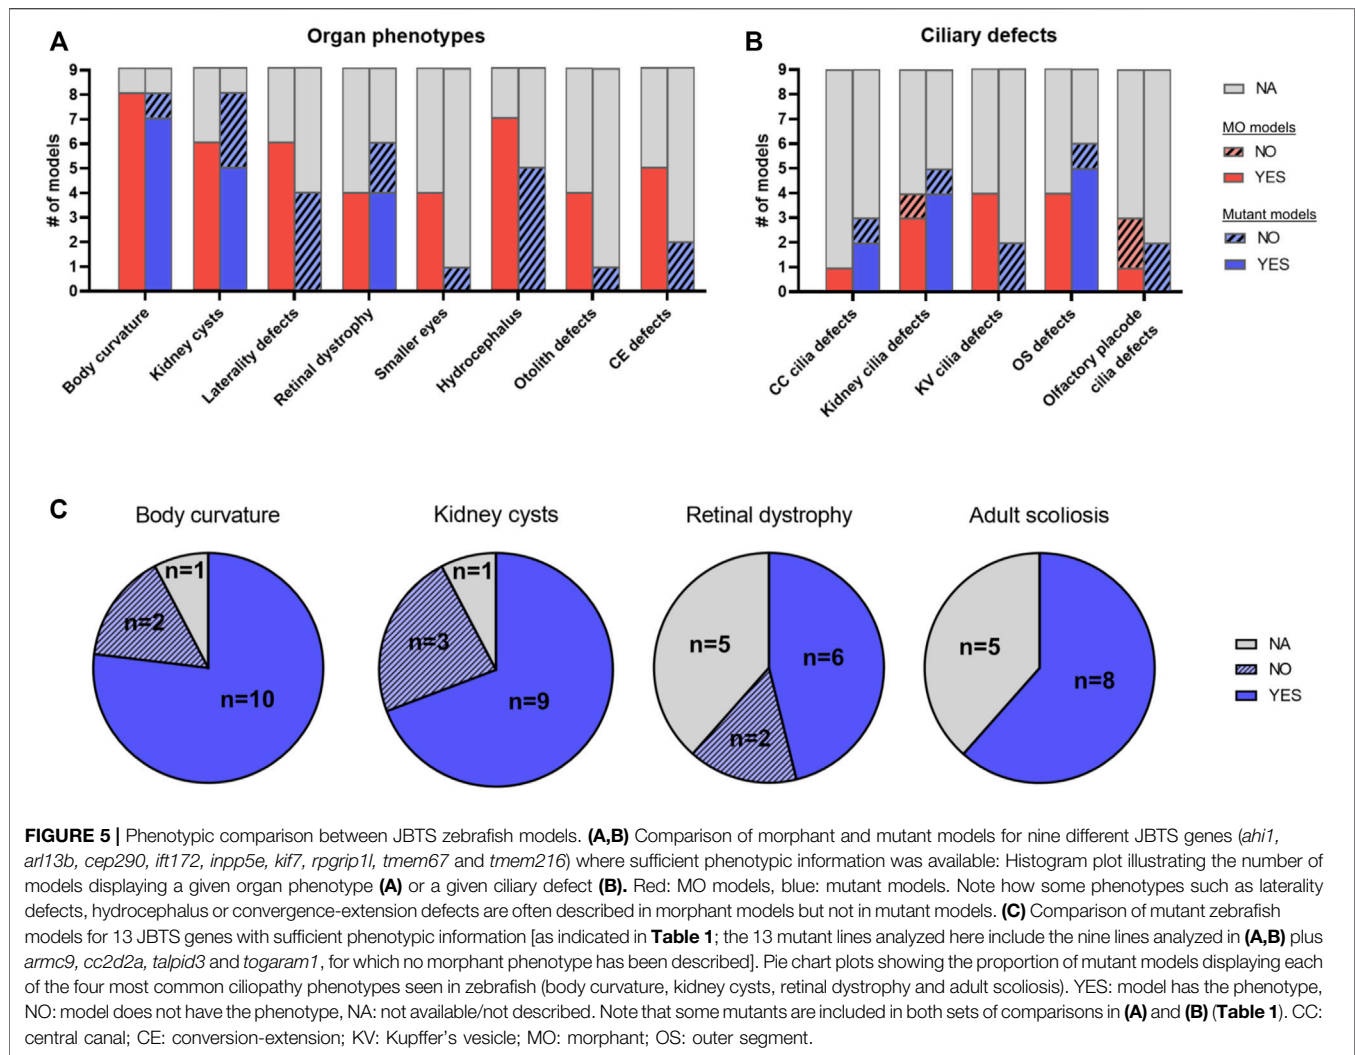 A
Organ phenotypes
# of models
9
8
7
6
5
4
3
2
1
0
Body curvature
Kidney cysts
Laterality defects
Retinal dystrophy
Smaller eyes
Hydrocephalus
Otolith defects
CE defects
B
Ciliary defects
# of models
9
8
7
6
5
4
3
2
1
0
CC cilia defects
Kidney cilia defects
KV cilia defects
OS defects
Olfactory placode
cilia defects
NA
MO models
NO
YES
Mutant models
NO
YES
C
Body curvature
n=1
n=2
n=10
Kidney cysts
n=1
n=3
n=9
Retinal dystrophy
n=5
n=6
n=2
Adult scoliosis
n=5
n=8
NA
NO
YES
FIGURE 5 | Phenotypic comparison between JBTS zebrafish models. (A,B) Comparison of morphant and mutant models for nine different JBTS genes (ahi1,
arl13b, cep290, ift172, inpp5e, kif7, rpgrip1l, tmem67 and tmem216) where sufficient phenotypic information was available: Histogram plot illustrating the number of
models displaying a given organ phenotype (A) or a given ciliary defect (B). Red: MO models, blue: mutant models. Note how some phenotypes such as laterality
defects, hydrocephalus or convergence-extension defects are often described in morphant models but not in mutant models. (C) Comparison of mutant zebrafish
models for 13 JBTS genes with sufficient phenotypic information [as indicated in Table 1; the 13 mutant lines analyzed here include the nine lines analyzed in (A,B) plus
armc9, cc2d2a, talpid3 and togaram1, for which no morphant phenotype has been described]. Pie chart plots showing the proportion of mutant models displaying each
of the four most common ciliopathy phenotypes seen in zebrafish (body curvature, kidney cysts, retinal dystrophy and adult scoliosis). YES: model has the phenotype,
NO: model does not have the phenotype, NA: not available/not described. Note that some mutants are included in both sets of comparisons in (A) and (B) (Table 1). CC:
central canal; CE: conversion-extension; KV: Kupffer's vesicle; MO: morphant; OS: outer segment.